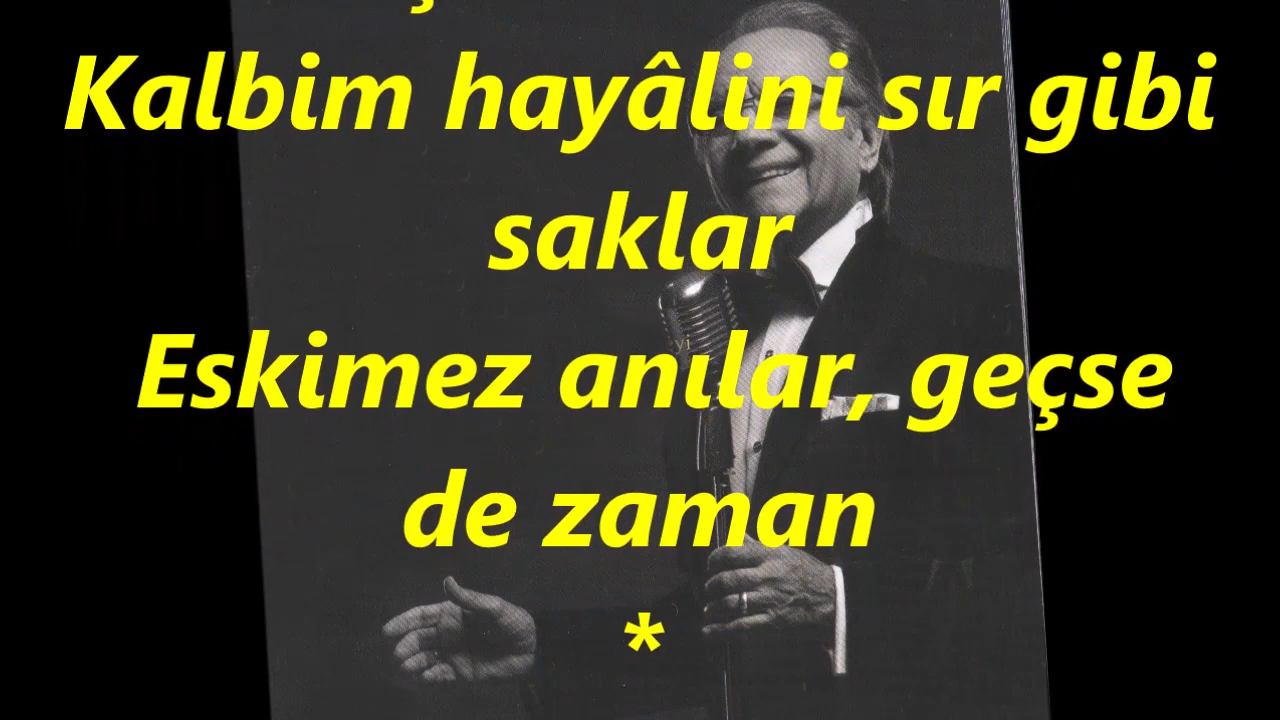 Kalbim hayâlini sır gibi
saklar
Eskimez anılar, geçse
de zaman
*